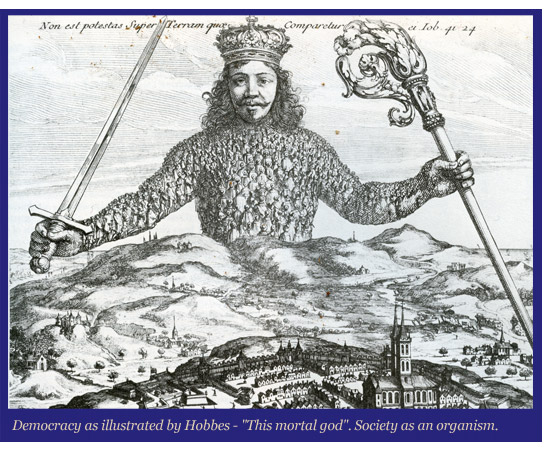 Non est potestas Super Terram quæ Comparetur ei Iob. 41. 24
Democracy as illustrated by Hobbes - "This mortal god". Society as an organism.